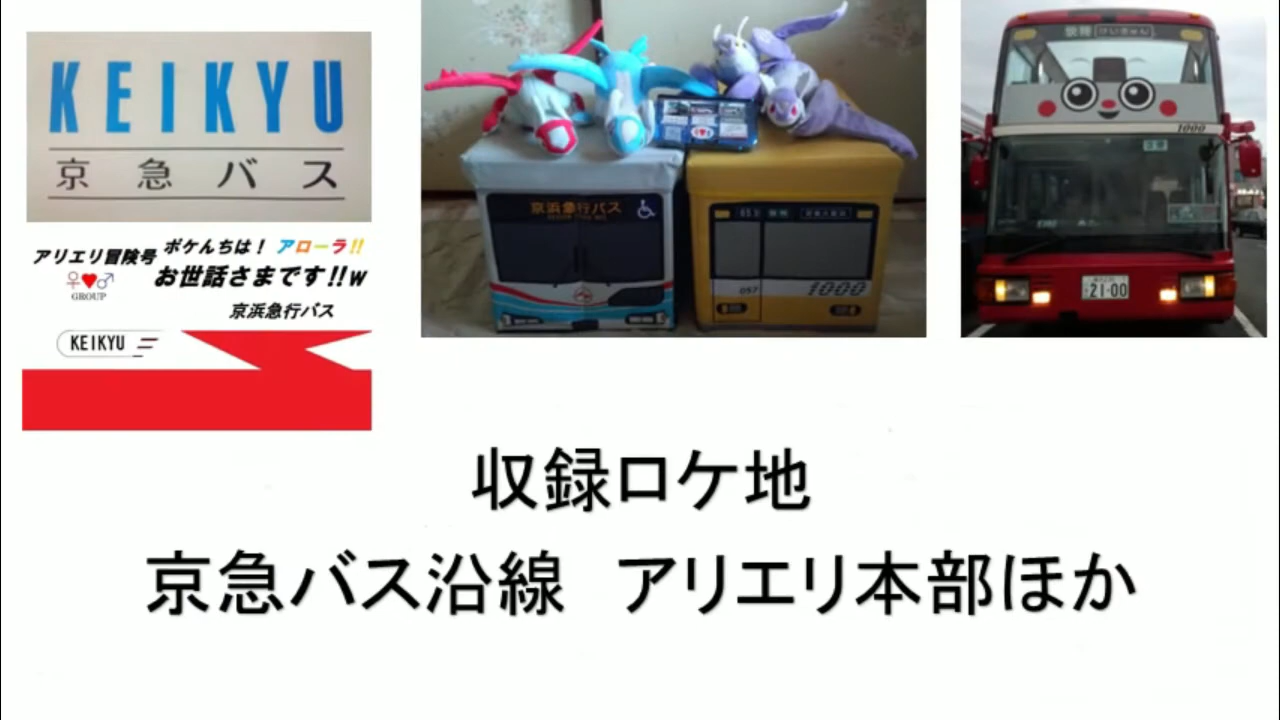 KEIKYU
京急バス
アリエリ冒険号
♀♥♂
GROUP
ポケんちは! アローラ!!
お世話さまです!!w
京浜急行バス
KEIKYU
京浜急行バス
057
1000
1000
21-00
収録ロケ地
京急バス沿線 アリエリ本部ほか